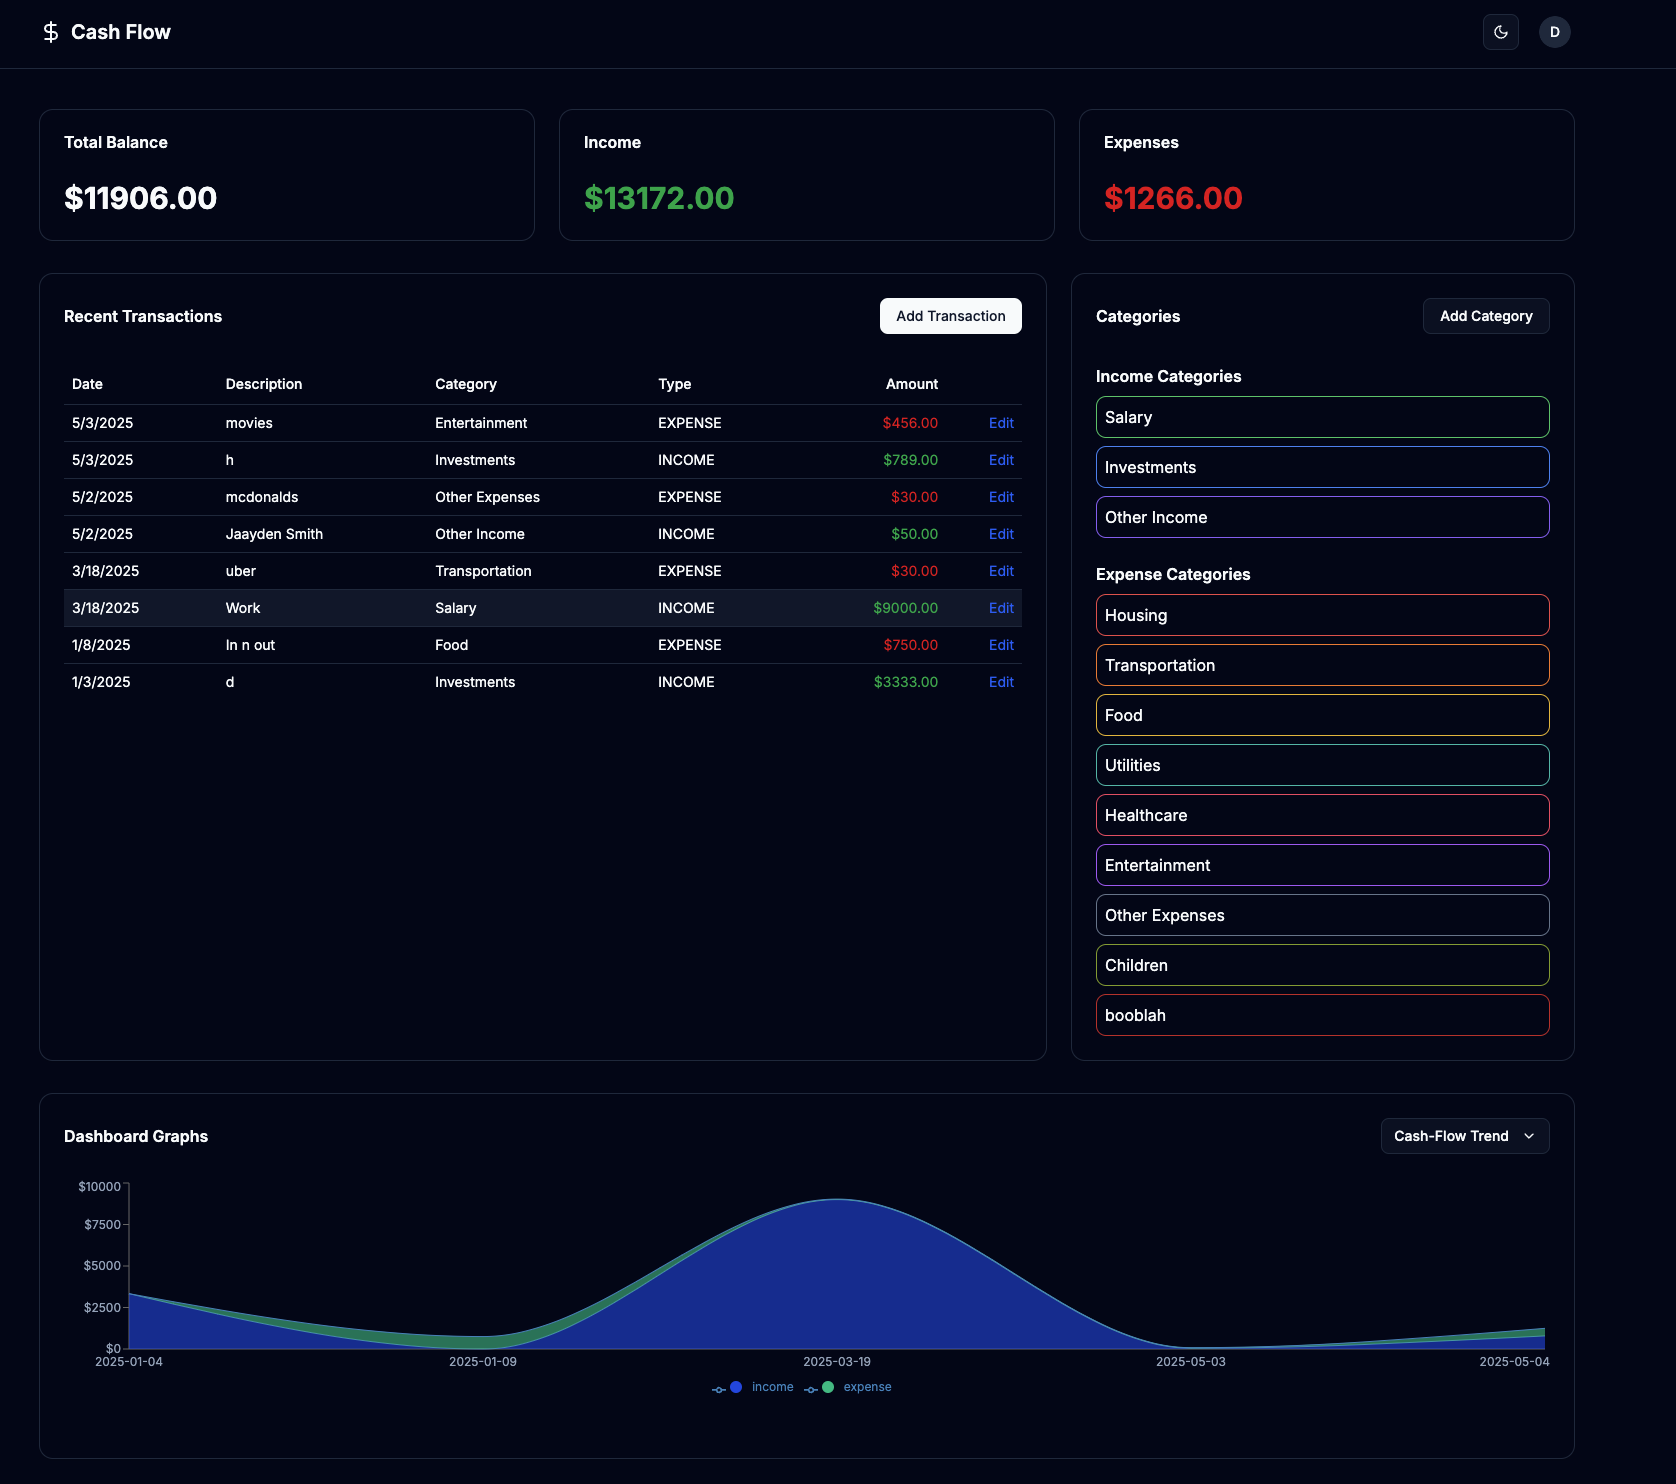 Cash Flow
D
Total Balance
$11906.00
Income
$13172.00
Expenses
$1266.00
Recent Transactions
Add Transaction
Date Description Category Type Amount
5/3/2025 movies Entertainment EXPENSE $456.00 Edit
5/3/2025 h Investments INCOME $789.00 Edit
5/2/2025 mcdonalds Other Expenses EXPENSE $30.00 Edit
5/2/2025 Jaayden Smith Other Income INCOME $50.00 Edit
3/18/2025 uber Transportation EXPENSE $30.00 Edit
3/18/2025 Work Salary INCOME $9000.00 Edit
1/8/2025 In n out Food EXPENSE $750.00 Edit
1/3/2025 d Investments INCOME $3333.00 Edit
Categories
Add Category
Income Categories
Salary
Investments
Other Income
Expense Categories
Housing
Transportation
Food
Utilities
Healthcare
Entertainment
Other Expenses
Children
booblah
Dashboard Graphs
Cash-Flow Trend
$10000
$7500
$5000
$2500
$0
2025-01-04 2025-01-09 2025-03-19 2025-05-03 2025-05-04
income expense